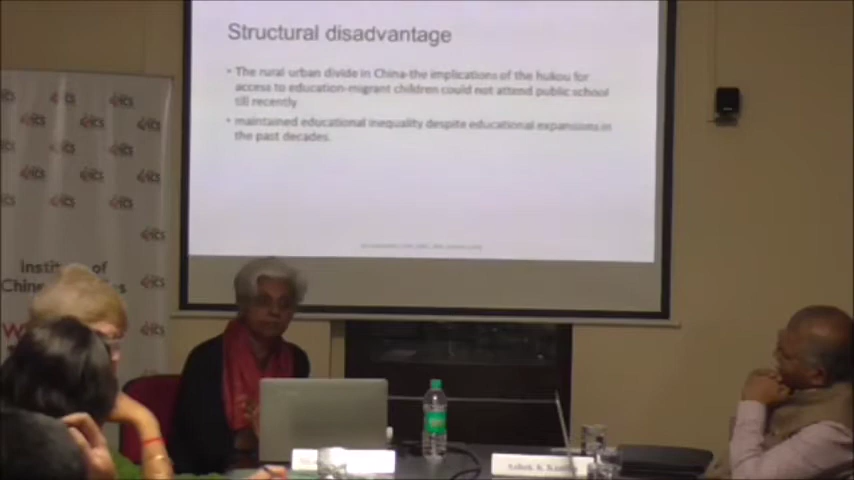 Structural disadvantage
• The rural urban divide in China-the implications of the hukou for
access to education-migrant children could not attend public school
till recently
• maintained educational inequality despite educational expansions in
the past decades.
ICS
Institute of
Chinese